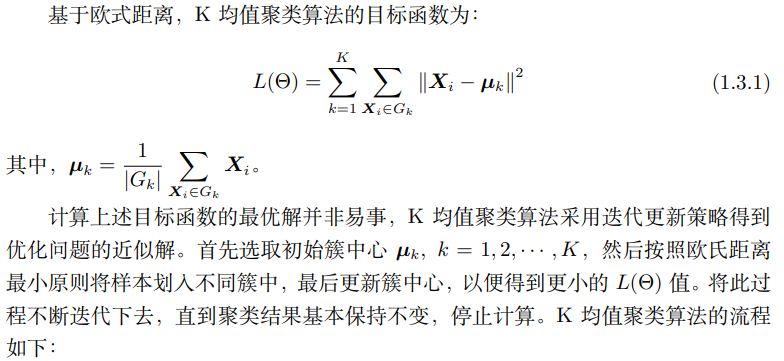 基于欧式距离，K 均值聚类算法的目标函数为：
L(Θ) = ∑_{k=1}^{K} ∑_{X_i∈G_k} ‖X_i − μ_k‖² (1.3.1)
其中，μ_k = \frac{1}{|G_k|} ∑_{X_i∈G_k} X_i。
计算上述目标函数的最优解并非易事，K 均值聚类算法采用迭代更新策略得到
优化问题的近似解。首先选取初始簇中心 μ_k，k = 1, 2, ⋯, K，然后按照欧氏距离
最小原则将样本划入不同簇中，最后更新簇中心，以便得到更小的 L(Θ) 值。将此过
程不断迭代下去，直到聚类结果基本保持不变，停止计算。K 均值聚类算法的流程
如下：